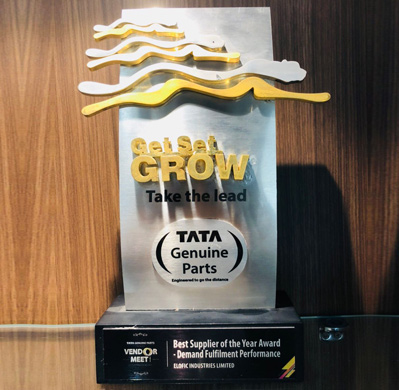 Get Set
GROW
Take the lead
TATA
Genuine
Parts
Engineered to go the distance
VENDOR
MEET
Best Supplier of the Year Award
- Demand Fulfilment Performance
ELOFIC INDUSTRIES LIMITED